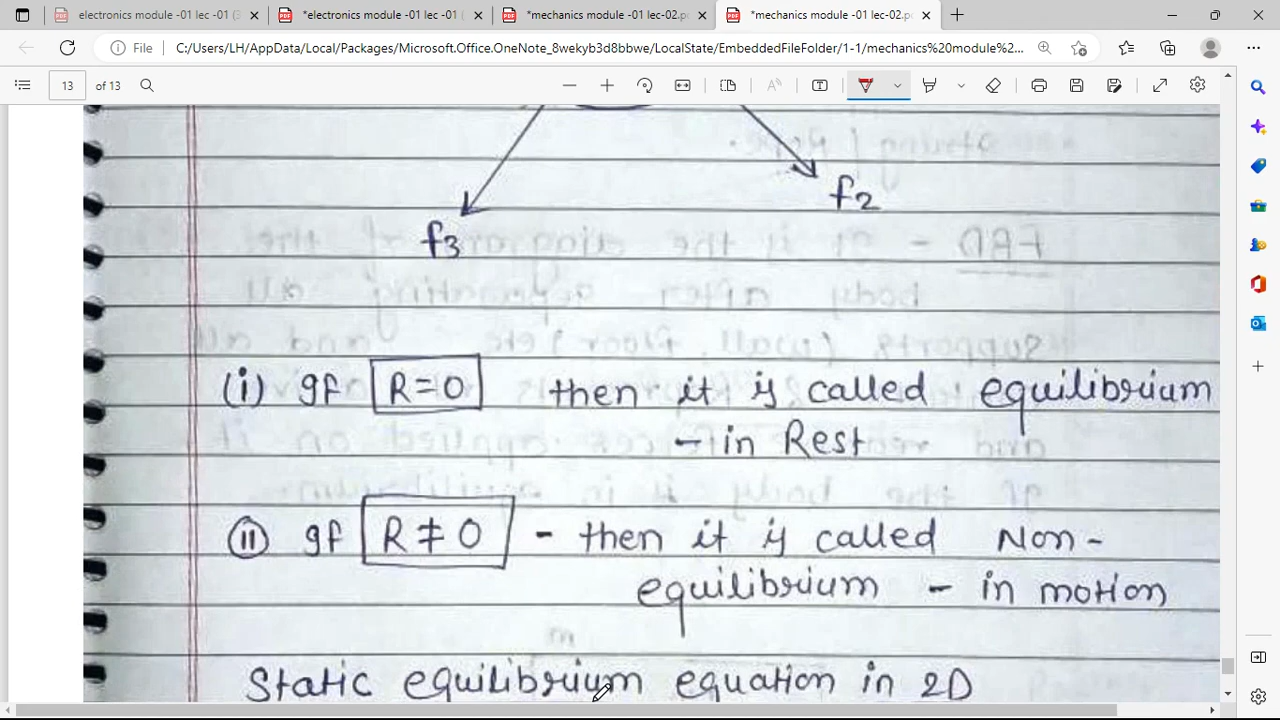 electronics module -01 lec -01 (
*electronics module -01 lec -01 (
*mechanics module -01 lec-02.p
*mechanics module -01 lec-02.p
File
C:/Users/LH/AppData/Local/Packages/Microsoft.Office.OneNote_8wekyb3d8bbwe/LocalState/EmbeddedFileFolder/1-1/mechanics%20module%2...
13 of 13
f2
f3
(i) If R=0 then it is called equilibrium
- in Rest
(ii) If R≠0 - then it is called Non-
equilibrium - in motion
Static equilibrium equation in 2D